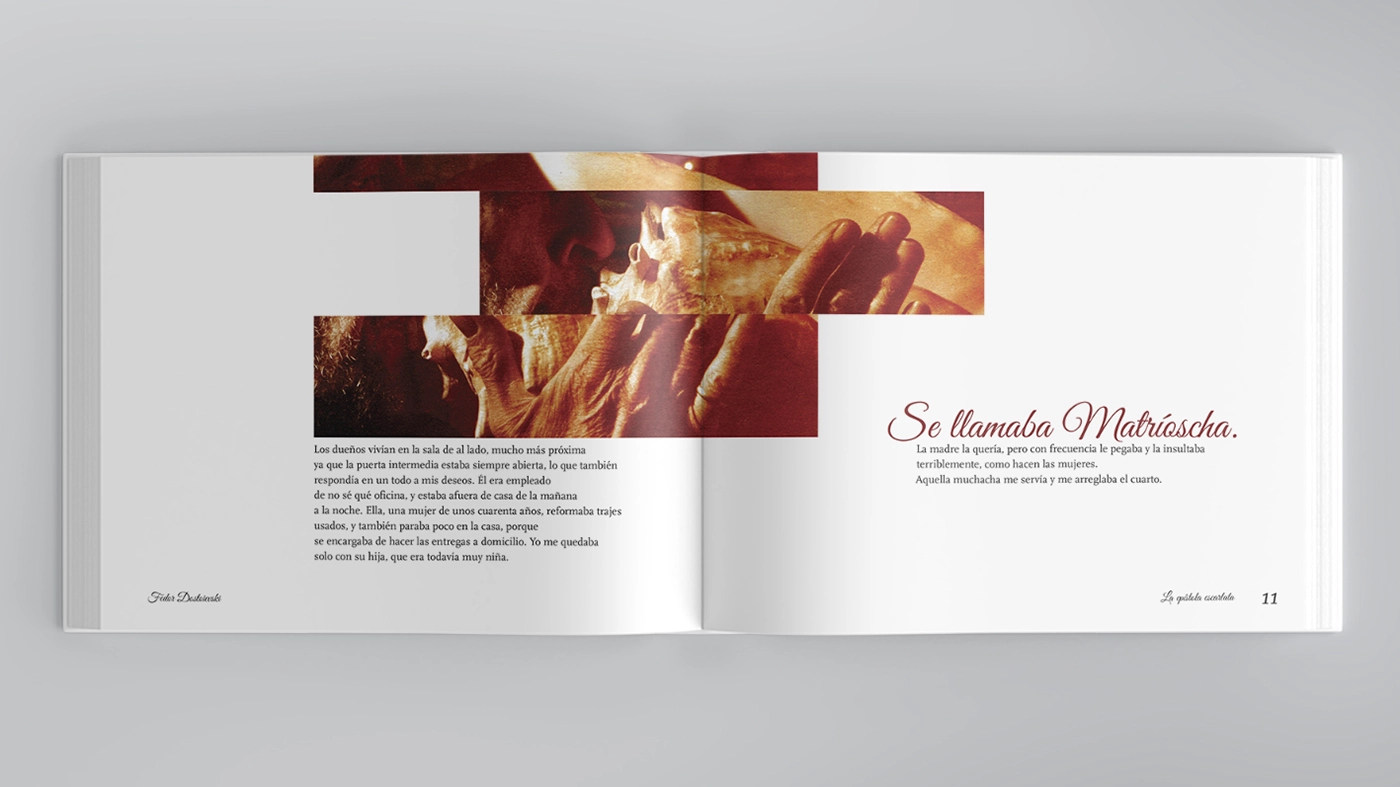 Los dueños vivían en la sala de al lado, mucho más próxima
ya que la puerta intermedia estaba siempre abierta, lo que también
respondía en un todo a mis deseos. Él era empleado
de no sé qué oficina, y estaba afuera de casa de la mañana
a la noche. Ella, una mujer de unos cuarenta años, reformaba trajes
usados, y también paraba poco en la casa, porque
se encargaba de hacer las entregas a domicilio. Yo me quedaba
solo con su hija, que era todavía muy niña.
Fedor Dostoievski
Se llamaba Matríoscha.
La madre la quería, pero con frecuencia le pegaba y la insultaba
terriblemente, como hacen las mujeres.
Aquella muchacha me servía y me arreglaba el cuarto.
La epístola escarlata 11